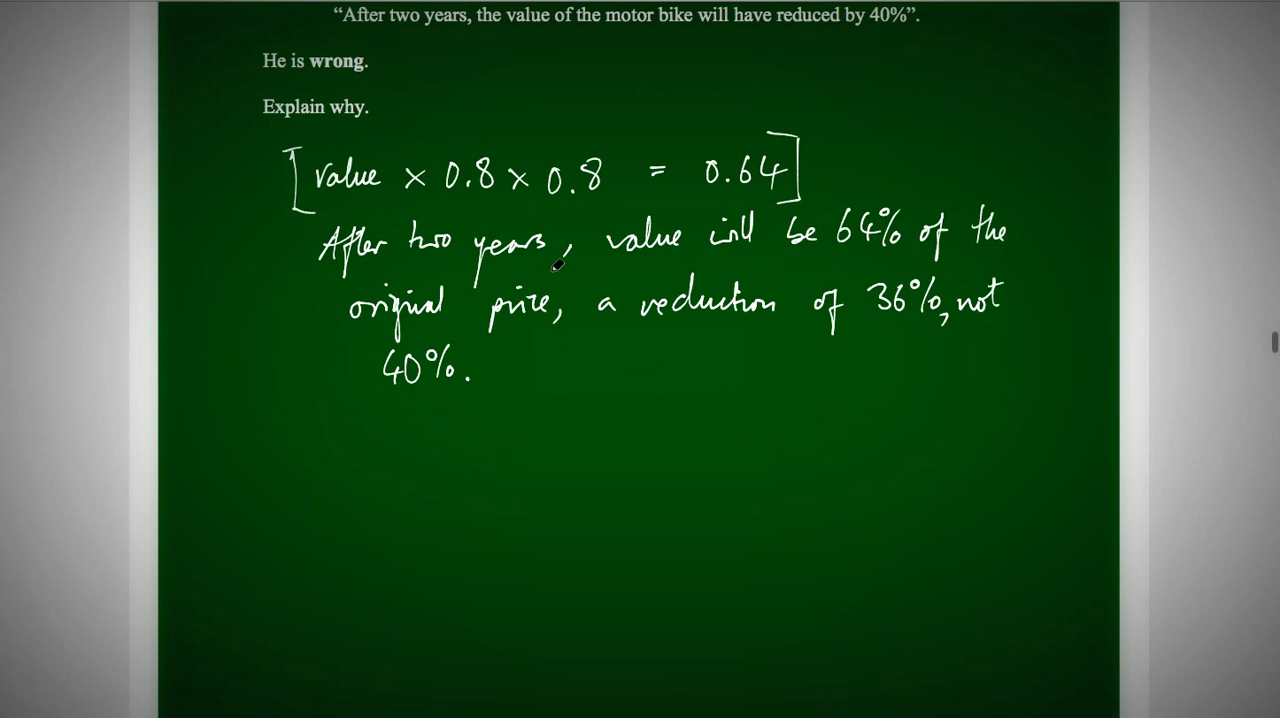 “After two years, the value of the motor bike will have reduced by 40%”.
He is wrong.
Explain why.
[value × 0.8 × 0.8 = 0.64]
After two years, value will be 64% of the
original price, a reduction of 36%, not
40%.